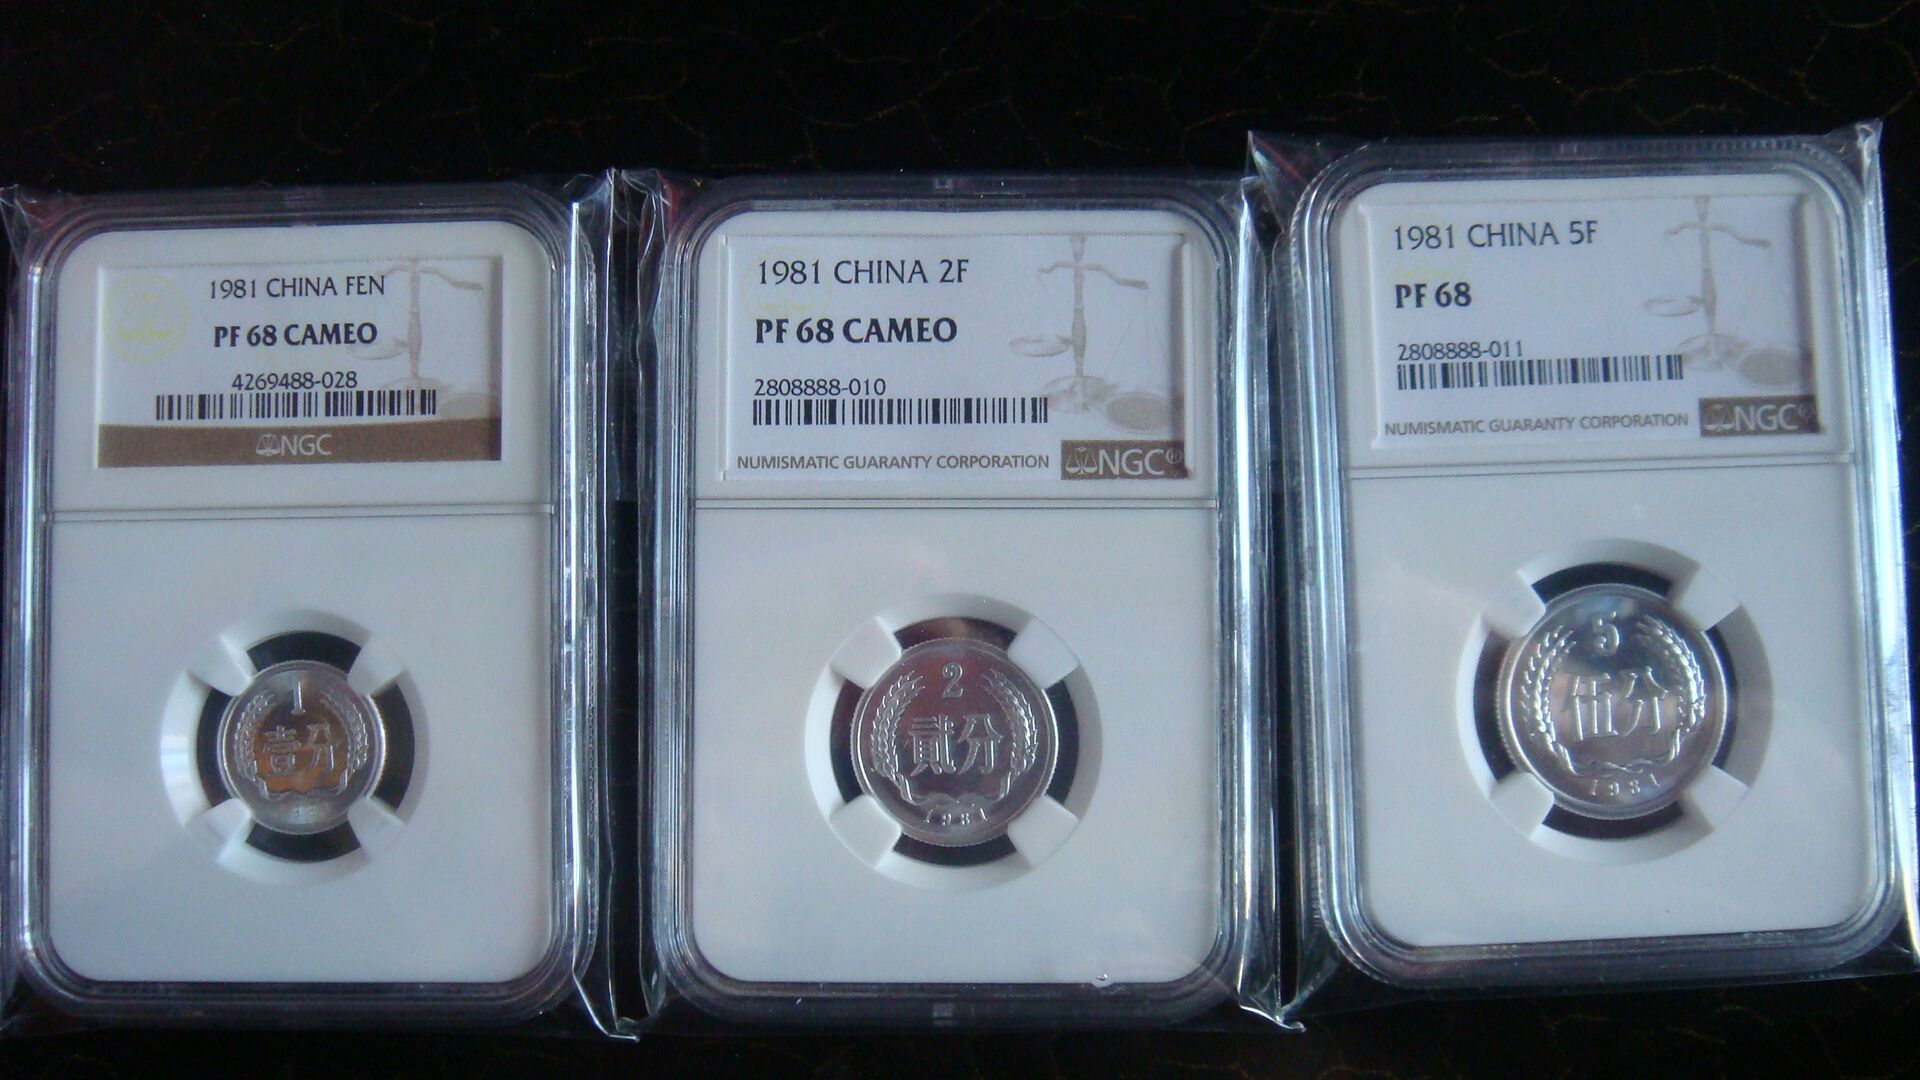 1981 CHINA FEN
PF 68 CAMEO
4269488-028
NGC
1
壹分
1981 CHINA 2F
PF 68 CAMEO
2808888-010
NUMISMATIC GUARANTY CORPORATION NGC®
2
贰分
1981
1981 CHINA 5F
PF 68
2808888-011
NUMISMATIC GUARANTY CORPORATION NGC®
5
伍分
1981